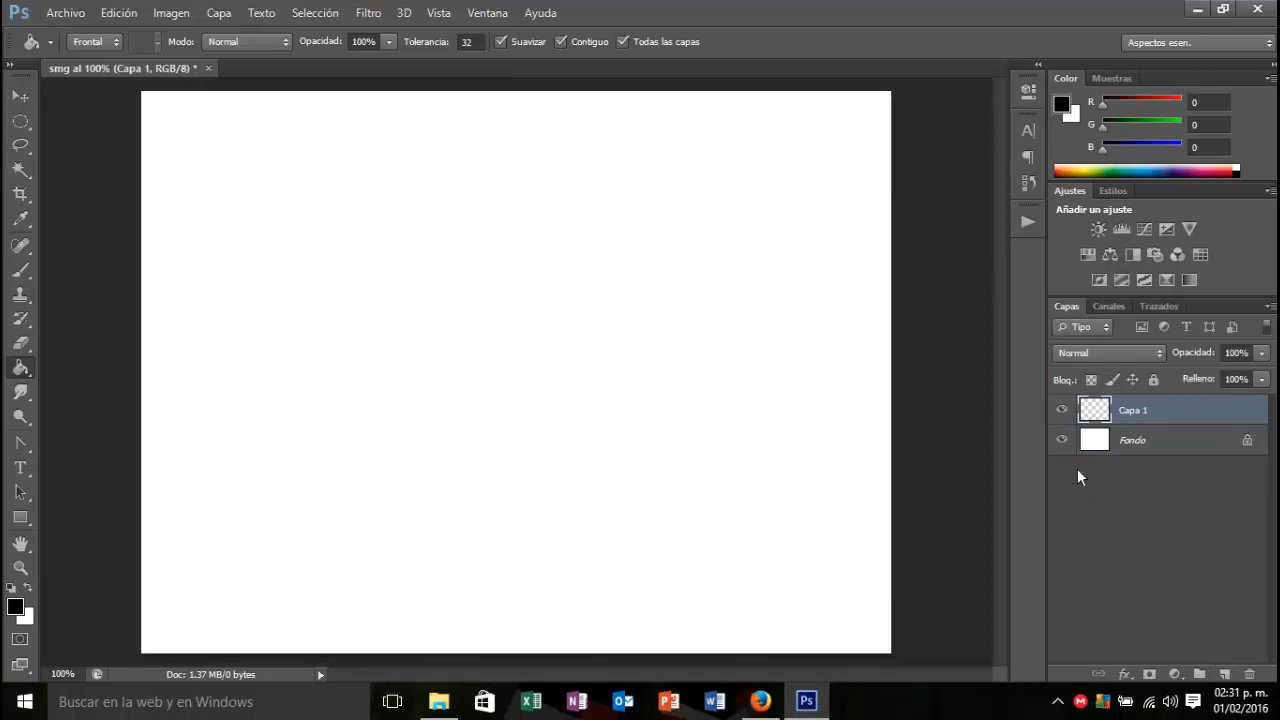 Ps Archivo Edición Imagen Capa Texto Selección Filtro 3D Vista Ventana Ayuda
Frontal Modo: Normal Opacidad: 100% Tolerancia: 32 Suavizar Contiguo Todas las capas Aspectos esen.
smg al 100% (Capa 1, RGB/8) * ×
Color Muestras
R 0
G 0
B 0
Ajustes Estilos
Añadir un ajuste
Capas Canales Trazados
Tipo
Normal Opacidad: 100%
Bloq.: Relleno: 100%
Capa 1
Fondo
100% Doc: 1.37 MB/0 bytes
Buscar en la web y en Windows
02:31 p. m.
01/02/2016